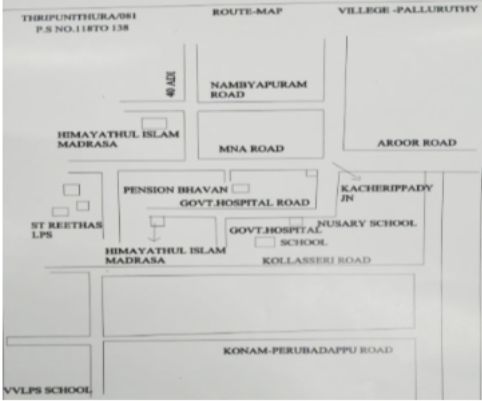 THRIPUNITHURA/081
P.S NO.118TO 138
ROUTE-MAP
VILLEGE -PALLURUTHY
40 ADI
NAMBYAPURAM
ROAD
HIMAYATHUL ISLAM
MADRASA
MNA ROAD
AROOR ROAD
PENSION BHAVAN
KACHERIPPADY
JN
GOVT.HOSPITAL ROAD
ST REETHAS
LPS
GOVT.HOSPITAL
NUSARY SCHOOL
SCHOOL
HIMAYATHUL ISLAM
MADRASA
KOLLASSERI ROAD
KONAM-PERUBADAPPU ROAD
VVLPS SCHOOL